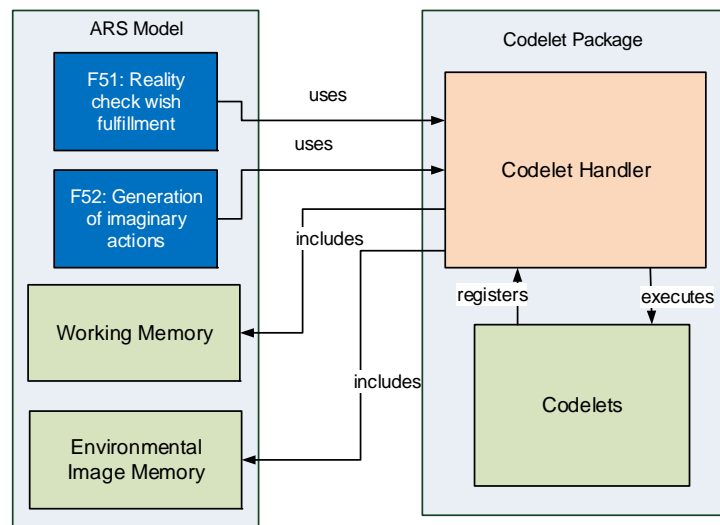 ARS Model
F51: Reality
check wish
fulfillment
F52: Generation
of imaginary
actions
Working Memory
Environmental
Image Memory
uses
uses
includes
includes
Codelet Package
Codelet Handler
registers
executes
Codelets